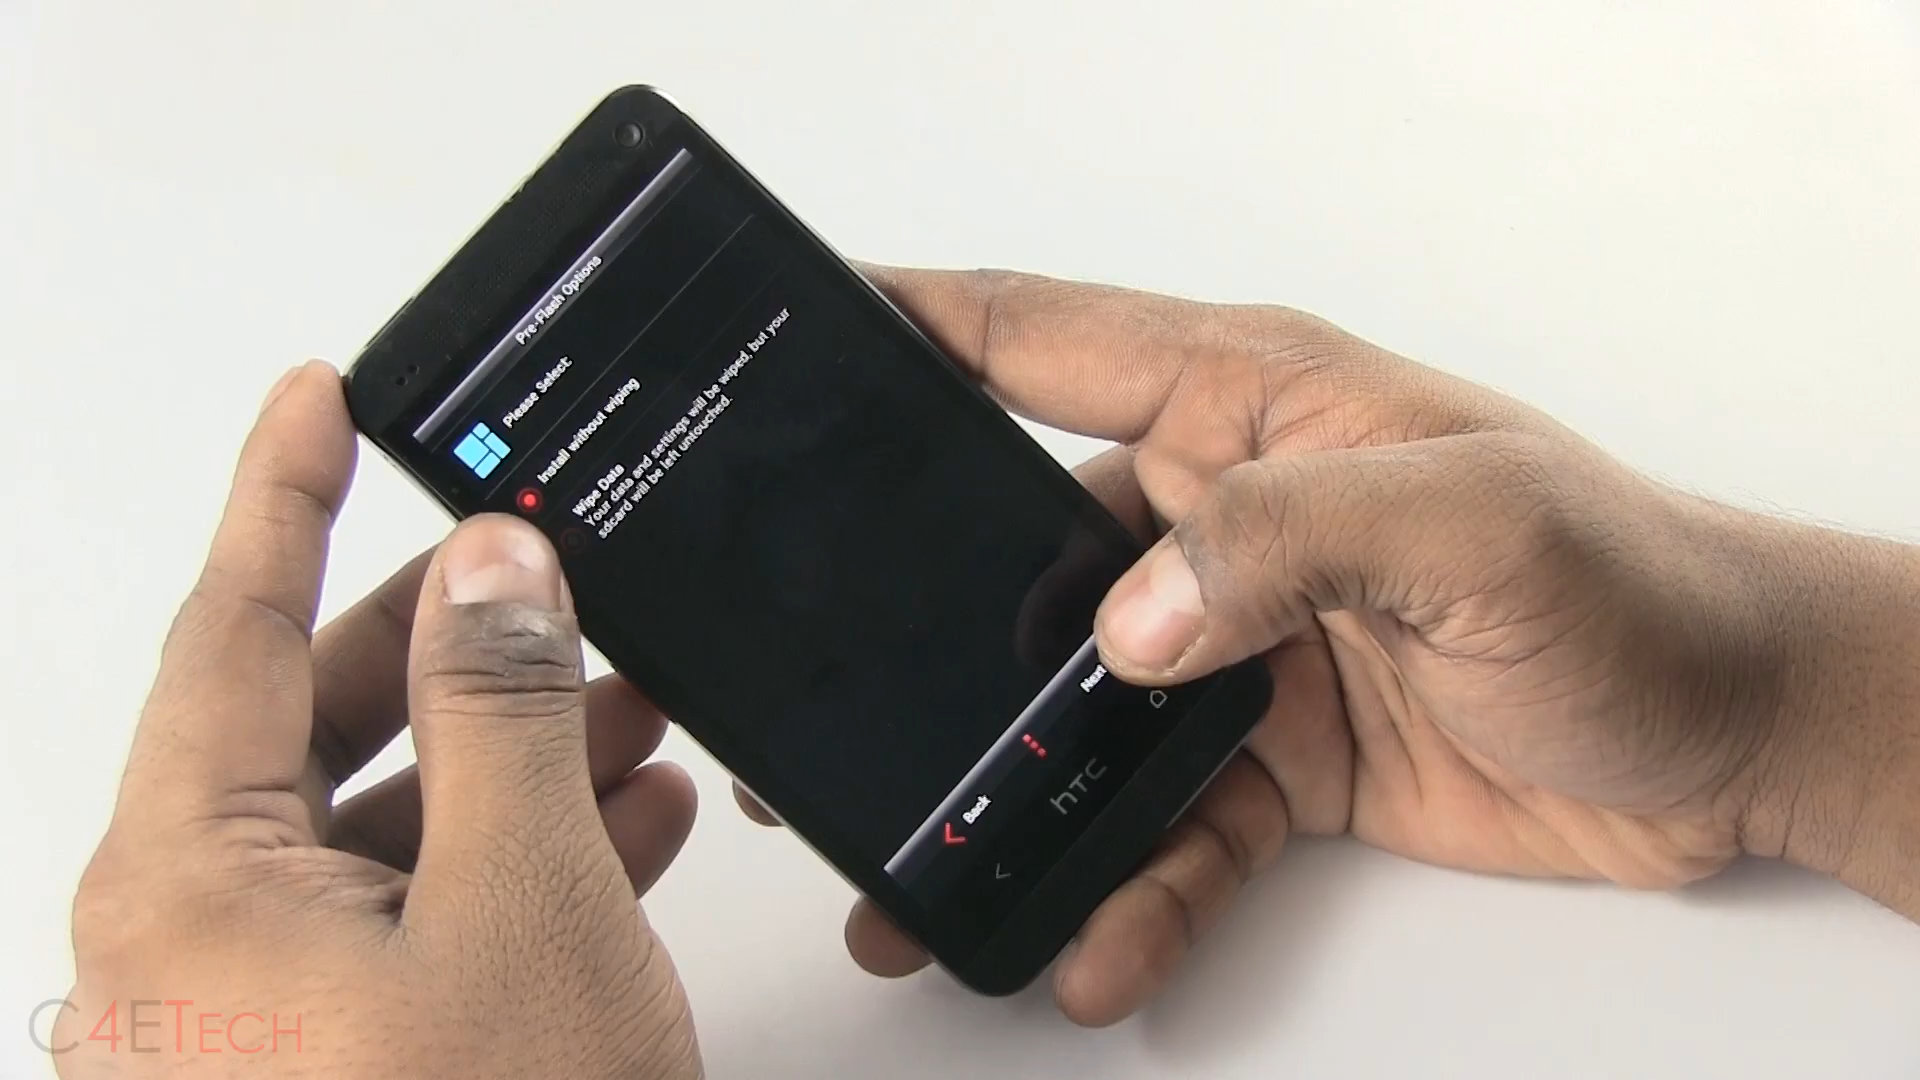 Pre-Flash Options
Please Select:
Install without wiping
Wipe Data
Your data and settings will be wiped, but your
sdcard will be left untouched.
Back
Next
hTC
C4ETECH